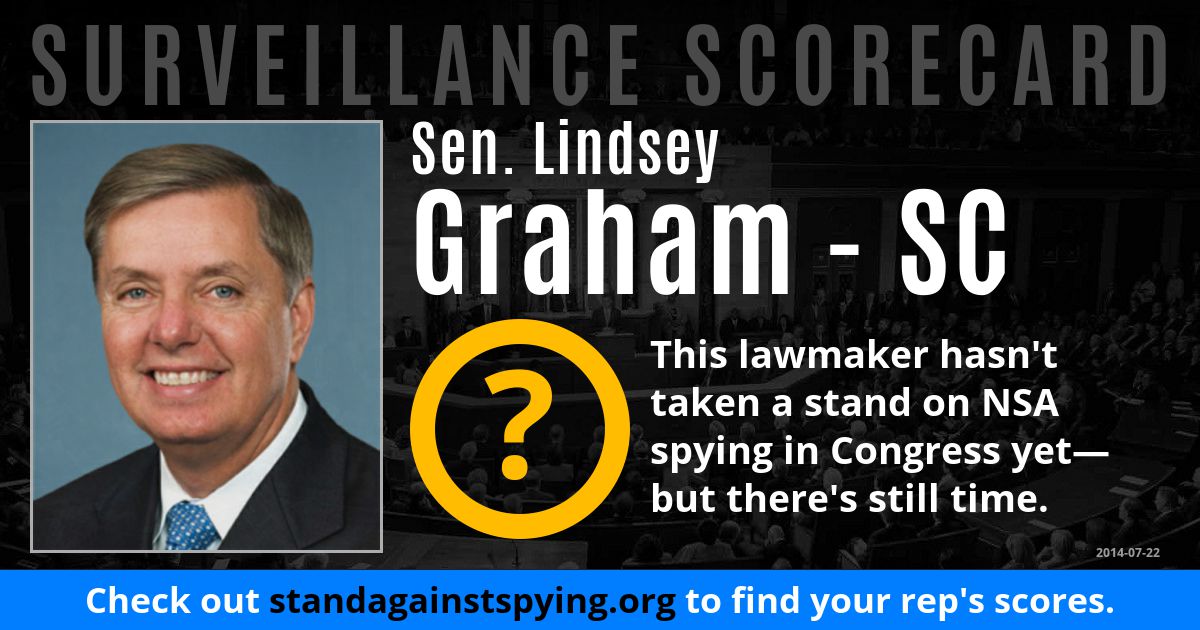 SURVEILLANCE SCORECARD
Sen. Lindsey
Graham - SC
?
This lawmaker hasn't
taken a stand on NSA
spying in Congress yet—
but there's still time.
2014-07-22
Check out standagainstspying.org to find your rep's scores.